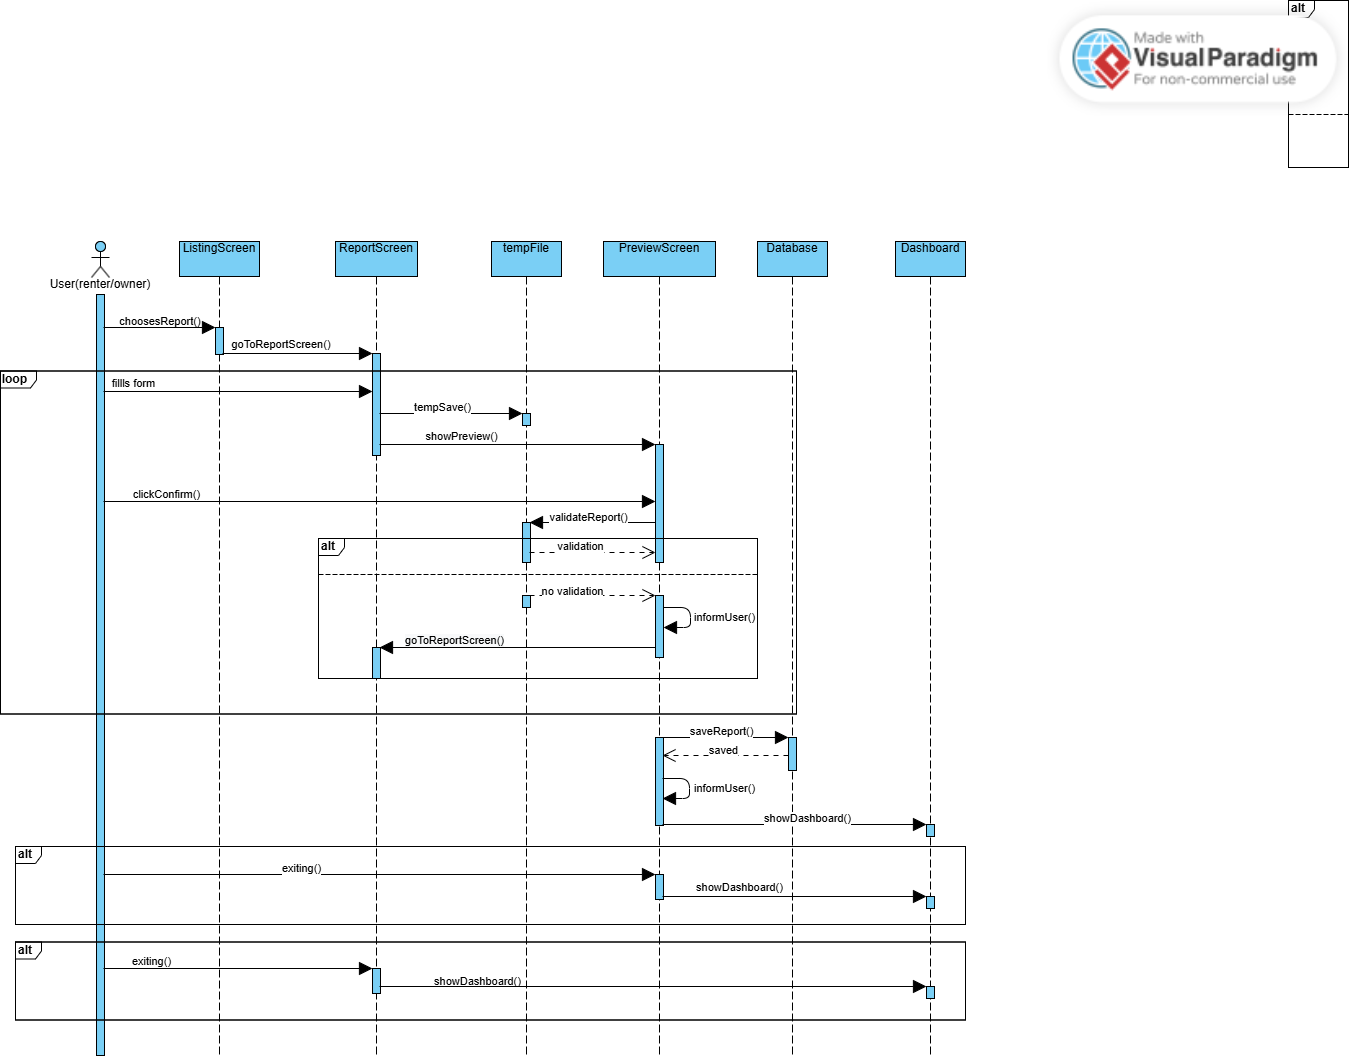 alt
Made with
Visual Paradigm
For non-commercial use
ListingScreen
ReportScreen
tempFile
PreviewScreen
Database
Dashboard
User(renter/owner)
choosesReport()
goToReportScreen()
loop
fillls form
tempSave()
showPreview()
clickConfirm()
validateReport()
alt
validation
no validation
informUser()
goToReportScreen()
saveReport()
saved
informUser()
showDashboard()
alt
exiting()
showDashboard()
alt
exiting()
showDashboard()